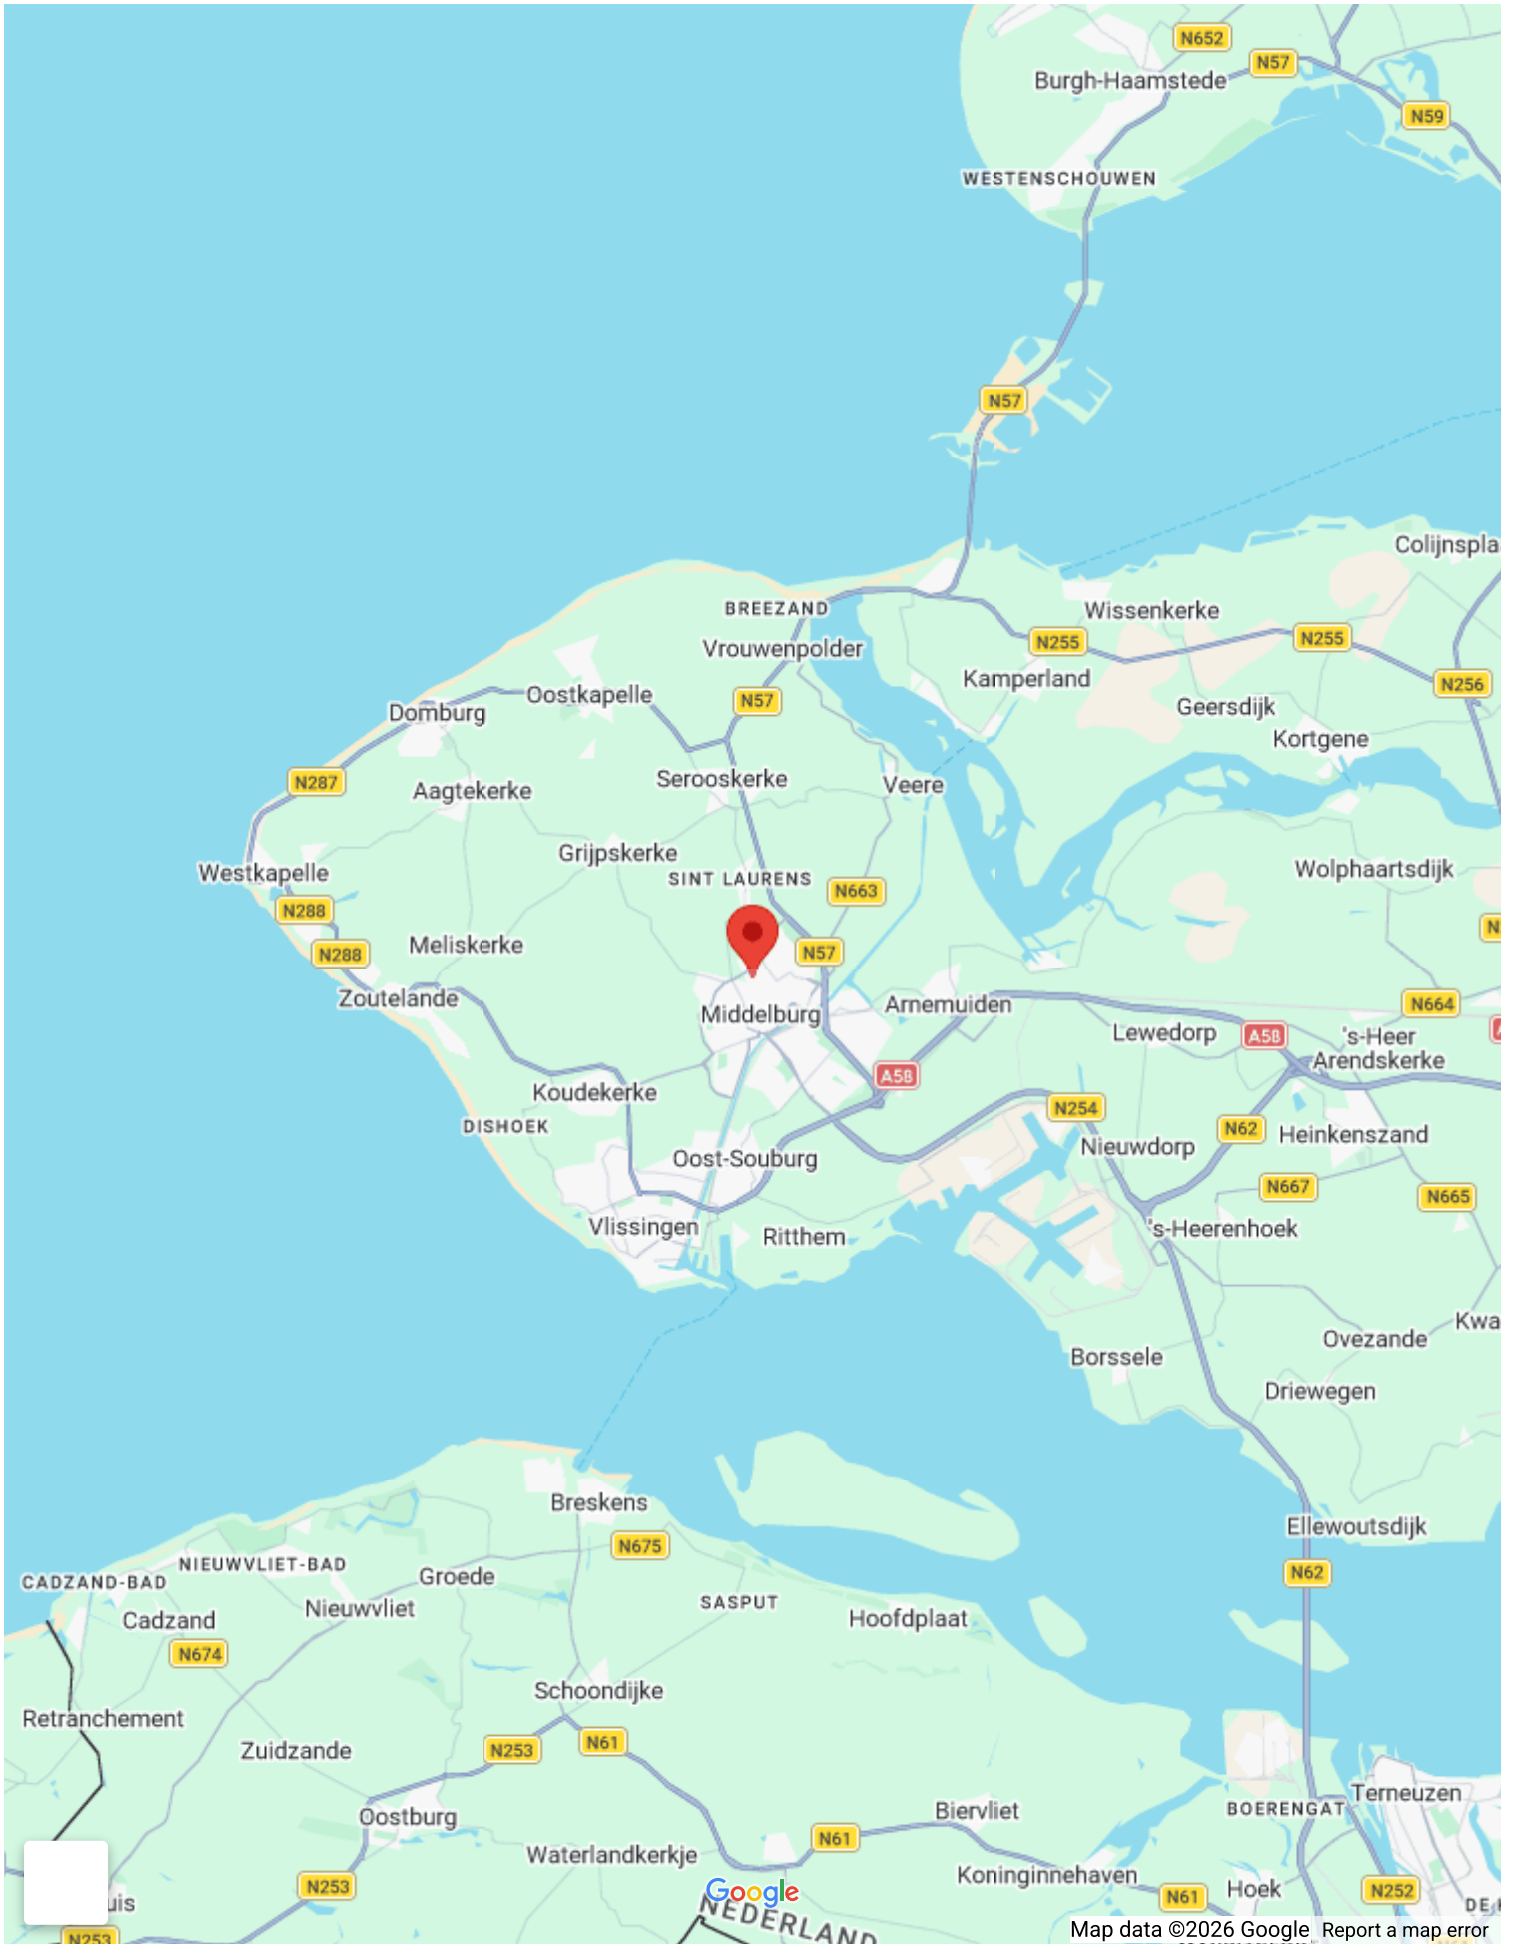 N652
N57
Burgh-Haamstede
N59
WESTENSCHOUWEN
N57
Colijnspla
BREEZAND
Wissenkerke
N255
N255
Vrouwenpolder
Kamperland
N256
Oostkapelle
N57
Geersdijk
Domburg
Kortgene
N287
Serooskerke
Veere
Aagtekerke
Grijpskerke
Westkapelle
SINT LAURENS
N663
Wolphaartsdijk
N288
Meliskerke
N57
N288
Zoutelande
Middelburg
Arnemuiden
N664
Lewedorp
A58
's-Heer
Arendskerke
A58
Koudekerke
N254
DISHOEK
N62
Heinkenszand
Nieuwdorp
Oost-Souburg
N667
N665
Vlissingen
Ritthem
's-Heerenhoek
Kwa
Ovezande
Borssele
Driewegen
Breskens
Ellewoutsdijk
N675
NIEUWVLIET-BAD
CADZAND-BAD
Groede
N62
SASPUT
Nieuwvliet
Cadzand
Hoofdplaat
N674
Schoondijke
Retranchement
N61
N253
Zuidzande
Terneuzen
BOERENGAT
Biervliet
Oostburg
N61
Waterlandkerkje
Koninginnehaven
N253
Hoek
N252
N61
uis
Google
NEDERLAND
N253
Map data ©2026 Google
Report a map error